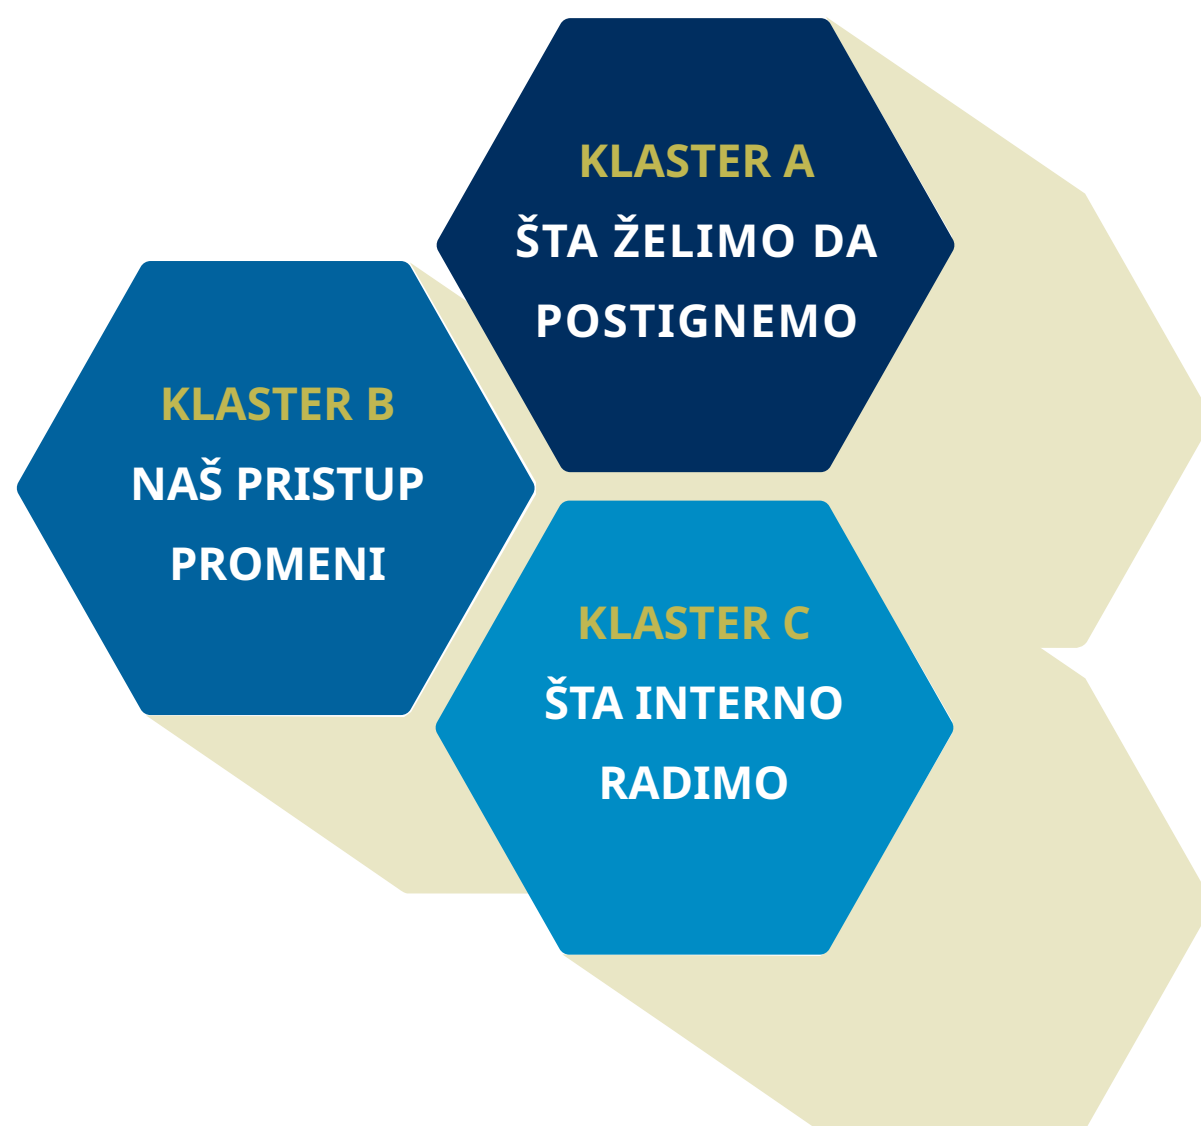 KLASTER A
ŠTA ŽELIMO DA
POSTIGNEMO
KLASTER B
NAŠ PRISTUP
PROMENI
KLASTER C
ŠTA INTERNO
RADIMO